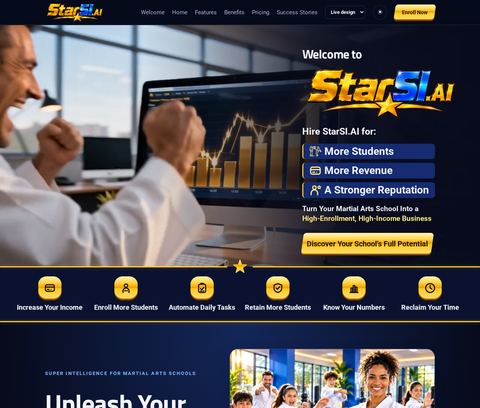 StarSI.AI
Welcome
Home
Features
Benefits
Pricing
Success Stories
Live design
Enroll Now
Welcome to
StarSI.AI
Hire StarSI.AI for:
More Students
More Revenue
A Stronger Reputation
Turn Your Martial Arts School Into a
High-Enrollment, High-Income Business
Discover Your School's Full Potential
Increase Your Income
Enroll More Students
Automate Daily Tasks
Retain More Students
Know Your Numbers
Reclaim Your Time
SUPER INTELLIGENCE FOR MARTIAL ARTS SCHOOLS
Unleash Your